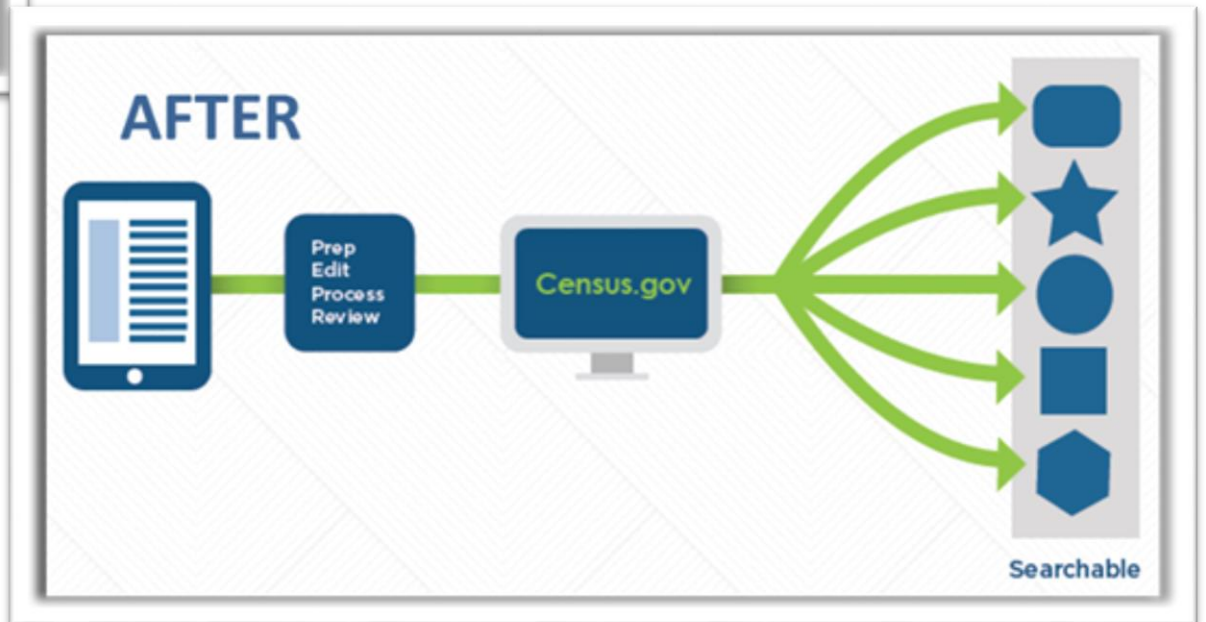 AFTER
Prep
Edit
Process
Review
Census.gov
Searchable